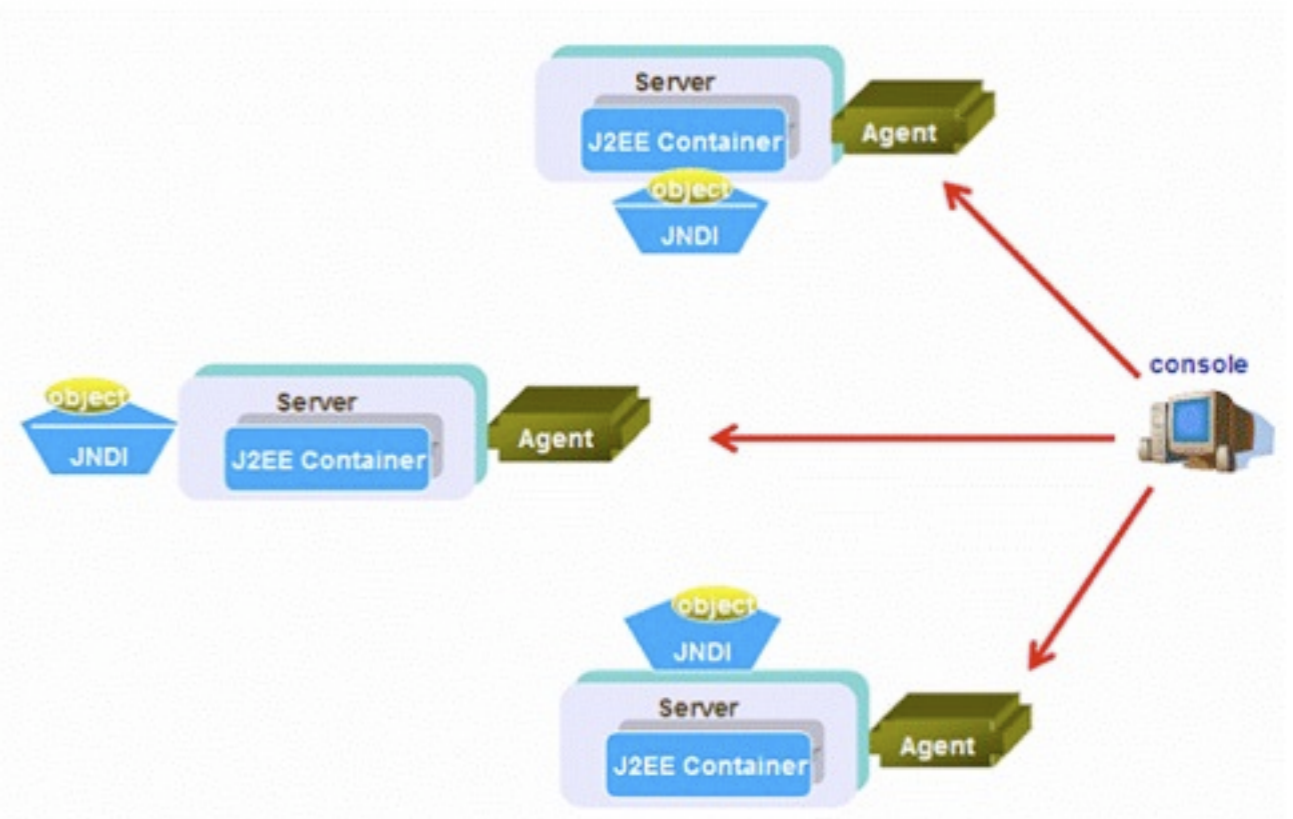 Server
J2EE Container
Agent
object
JNDI
console
object
JNDI
Server
J2EE Container
Agent
object
JNDI
Server
J2EE Container
Agent